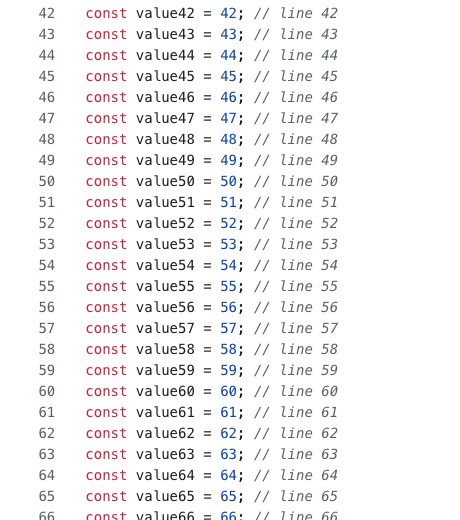 42 const value42 = 42; // line 42
43 const value43 = 43; // line 43
44 const value44 = 44; // line 44
45 const value45 = 45; // line 45
46 const value46 = 46; // line 46
47 const value47 = 47; // line 47
48 const value48 = 48; // line 48
49 const value49 = 49; // line 49
50 const value50 = 50; // line 50
51 const value51 = 51; // line 51
52 const value52 = 52; // line 52
53 const value53 = 53; // line 53
54 const value54 = 54; // line 54
55 const value55 = 55; // line 55
56 const value56 = 56; // line 56
57 const value57 = 57; // line 57
58 const value58 = 58; // line 58
59 const value59 = 59; // line 59
60 const value60 = 60; // line 60
61 const value61 = 61; // line 61
62 const value62 = 62; // line 62
63 const value63 = 63; // line 63
64 const value64 = 64; // line 64
65 const value65 = 65; // line 65
66 const value66 = 66; // line 66